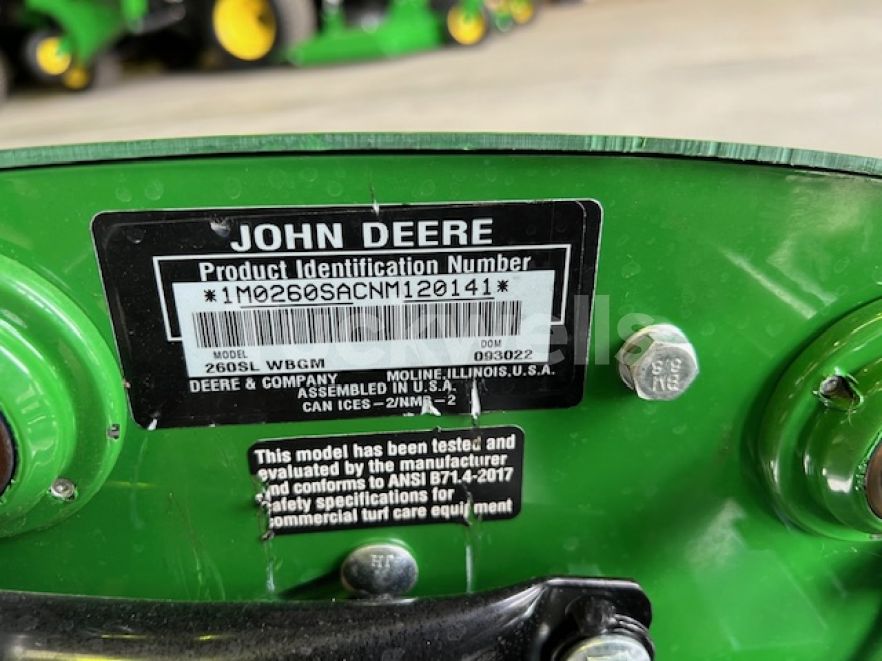 JOHN DEERE
Product Identification Number
*1M0260SACNM120141*
MODEL DOM
260SL WBGM 093022
DEERE & COMPANY MOLINE, ILLINOIS, U.S.A.
ASSEMBLED IN U.S.A.
CAN ICES-2/NMB-2
This model has been tested and
evaluated by the manufacturer
and conforms to ANSI B71.4-2017
safety specifications for
commercial turf care equipment
8.8